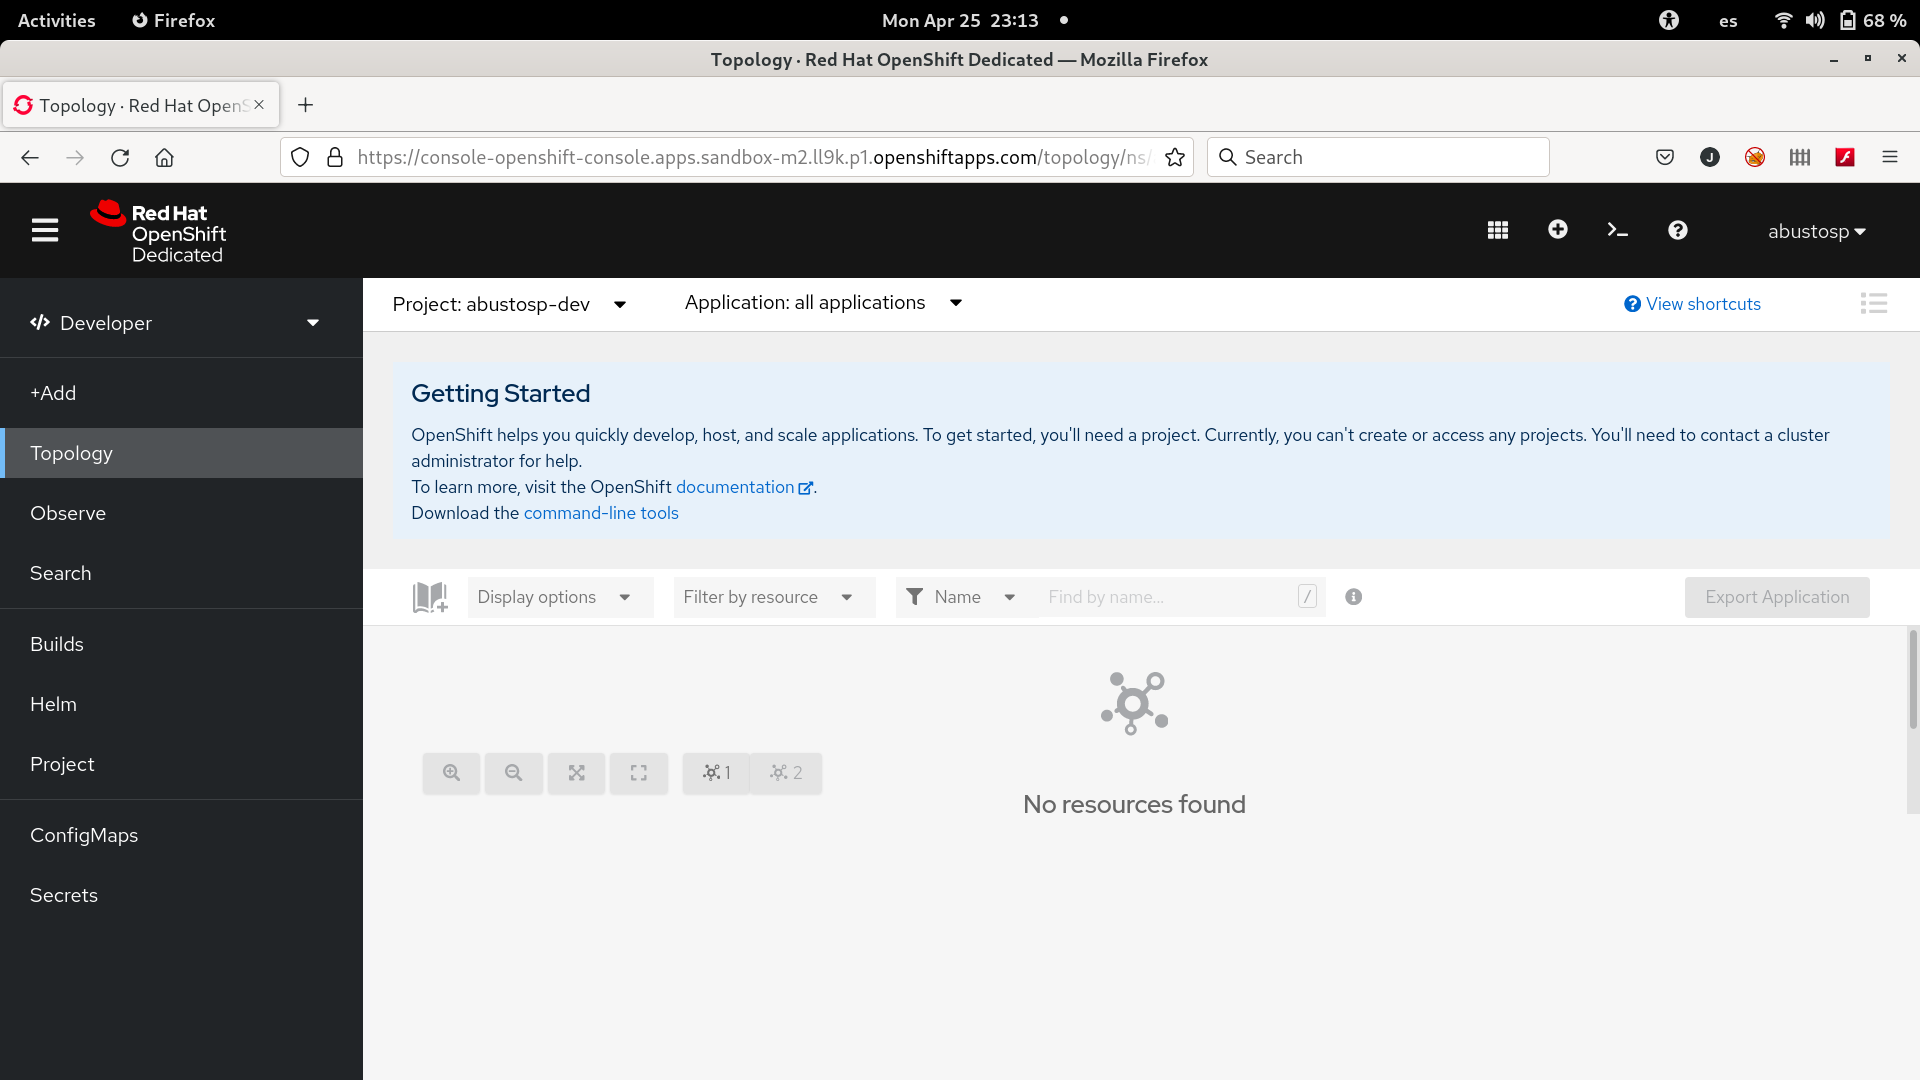 Activities
Firefox
Mon Apr 25 23:13
es
68 %
Topology · Red Hat OpenShift Dedicated — Mozilla Firefox
Topology · Red Hat OpenS
https://console-openshift-console.apps.sandbox-m2.ll9k.p1.openshiftapps.com/topology/ns/
Search
J
Red Hat
OpenShift
Dedicated
abustosp
Developer
Project: abustosp-dev
Application: all applications
View shortcuts
+Add
Topology
Observe
Search
Builds
Helm
Project
ConfigMaps
Secrets
Getting Started
OpenShift helps you quickly develop, host, and scale applications. To get started, you'll need a project. Currently, you can't create or access any projects. You'll need to contact a cluster
administrator for help.
To learn more, visit the OpenShift documentation.
Download the command-line tools
Display options
Filter by resource
Name
Find by name...
/
Export Application
1
2
No resources found